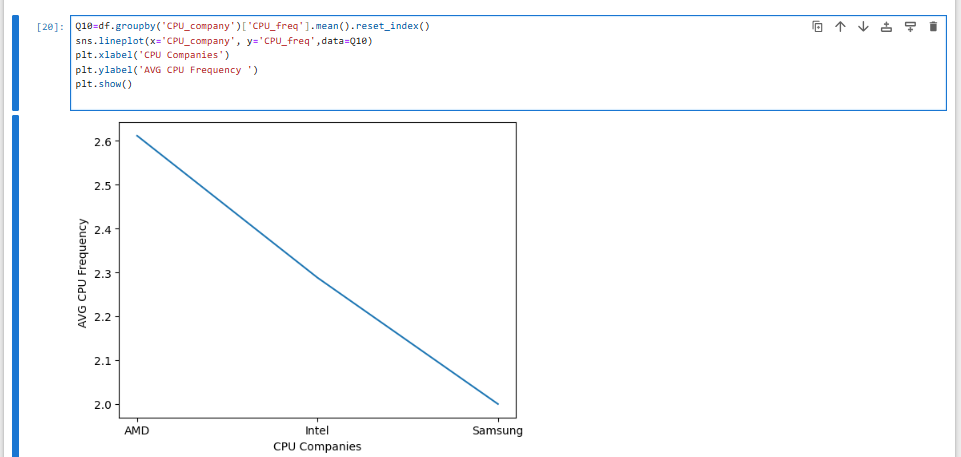 [20]: Q10=df.groupby('CPU_company')['CPU_freq'].mean().reset_index()
sns.lineplot(x='CPU_company', y='CPU_freq',data=Q10)
plt.xlabel('CPU Companies')
plt.ylabel('AVG CPU Frequency ')
plt.show()
2.6
2.5
2.4
2.3
2.2
2.1
2.0
AVG CPU Frequency
AMD Intel Samsung
CPU Companies